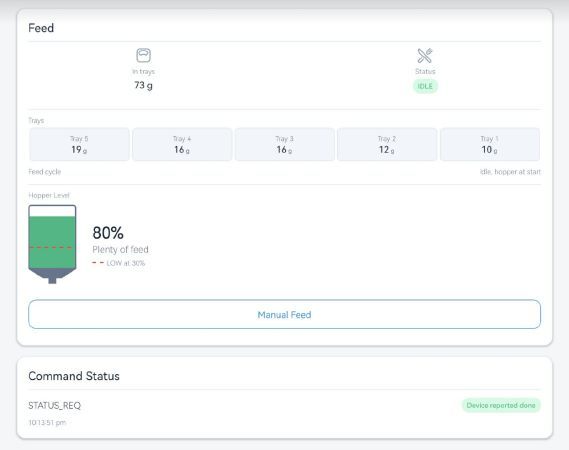 Feed
In trays
73 g
Status
IDLE
Trays
Tray 5
19 g
Tray 4
16 g
Tray 3
16 g
Tray 2
12 g
Tray 1
10 g
Feed cycle
Idle, hopper at start
Hopper Level
80%
Plenty of feed
LOW at 30%
Manual Feed
Command Status
STATUS_REQ
Device reported done
10:13:51 pm